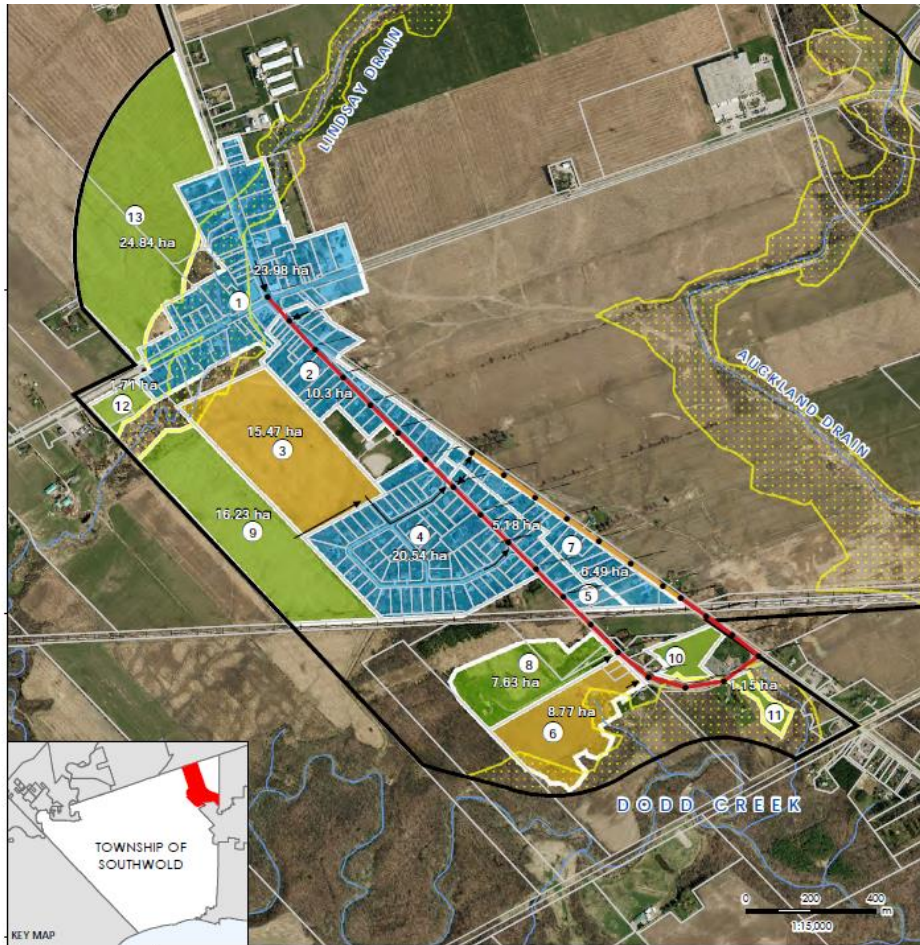 LINDSAY DRAIN
13
24.84 ha
23.98 ha
1
AUCKLAND DRAIN
2
10.3 ha
1.71 ha
12
15.47 ha
3
16.23 ha
9
4
20.54 ha
5.18 ha
7
6.49 ha
5
8
7.63 ha
10
8.77 ha
6
1.15 ha
11
DODD CREEK
TOWNSHIP OF
SOUTHWOLD
KEY MAP
0 200 400
m
1:15,000